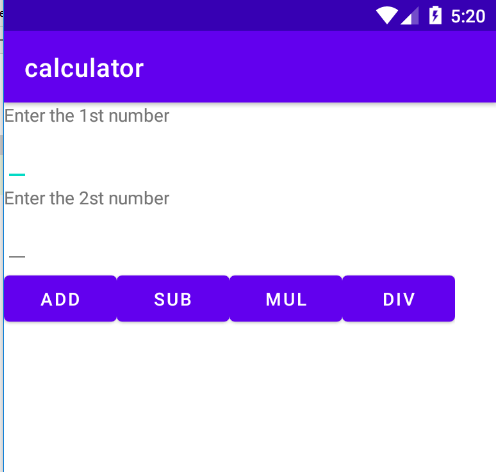 5:20
calculator
Enter the 1st number
Enter the 2st number
ADD SUB MUL DIV